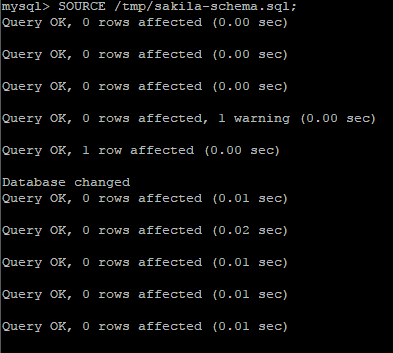 mysql> SOURCE /tmp/sakila-schema.sql;
Query OK, 0 rows affected (0.00 sec)
Query OK, 0 rows affected (0.00 sec)
Query OK, 0 rows affected (0.00 sec)
Query OK, 0 rows affected, 1 warning (0.00 sec)
Query OK, 1 row affected (0.00 sec)
Database changed
Query OK, 0 rows affected (0.01 sec)
Query OK, 0 rows affected (0.02 sec)
Query OK, 0 rows affected (0.01 sec)
Query OK, 0 rows affected (0.01 sec)
Query OK, 0 rows affected (0.01 sec)